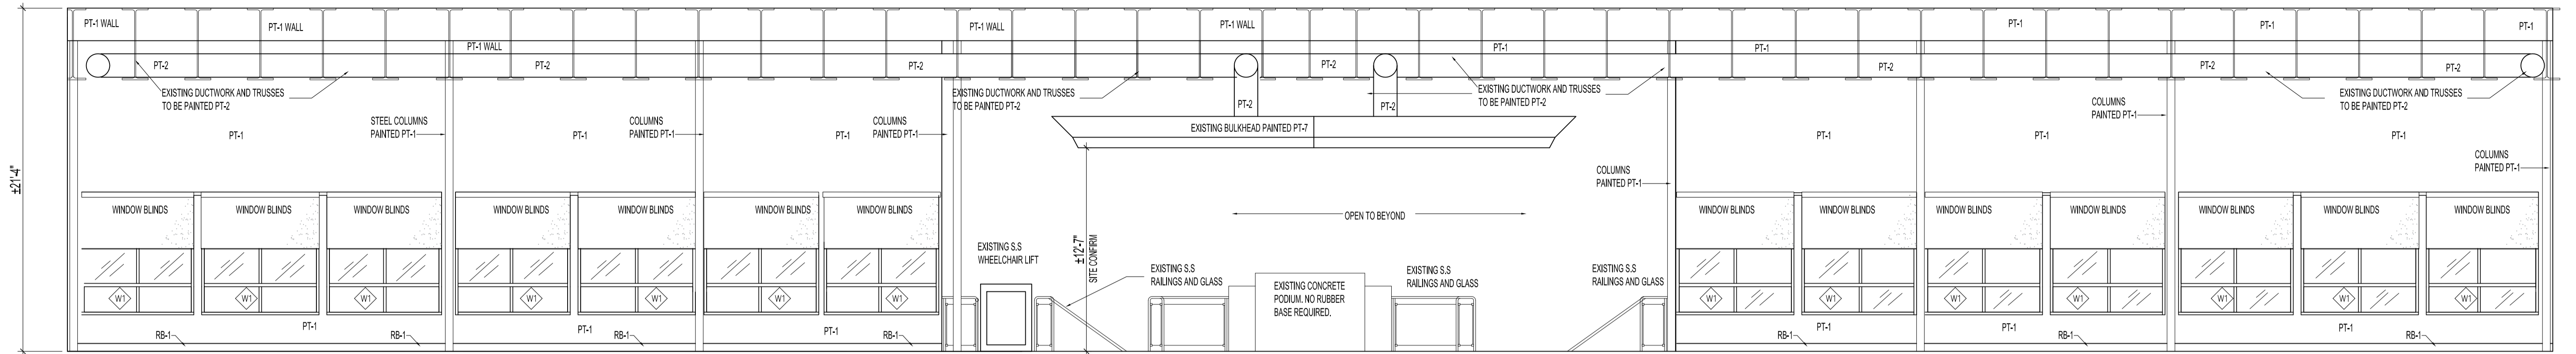 PT-1 WALL
PT-1 WALL
PT-1 WALL
PT-1 WALL
PT-1 WALL
PT-1
PT-1
PT-1
PT-1
PT-1
PT-2
PT-2
PT-2
PT-2
PT-2
PT-2
PT-2
EXISTING DUCTWORK AND TRUSSES
TO BE PAINTED PT-2
EXISTING DUCTWORK AND TRUSSES
TO BE PAINTED PT-2
EXISTING DUCTWORK AND TRUSSES
TO BE PAINTED PT-2
EXISTING DUCTWORK AND TRUSSES
TO BE PAINTED PT-2
PT-2
PT-2
STEEL COLUMNS
PAINTED PT-1
COLUMNS
PAINTED PT-1
COLUMNS
PAINTED PT-1
EXISTING BULKHEAD PAINTED PT-7
COLUMNS
PAINTED PT-1
PT-1
PT-1
PT-1
PT-1
PT-1
PT-1
COLUMNS
PAINTED PT-1
COLUMNS
PAINTED PT-1
±21'-4"
WINDOW BLINDS
WINDOW BLINDS
WINDOW BLINDS
WINDOW BLINDS
WINDOW BLINDS
WINDOW BLINDS
WINDOW BLINDS
OPEN TO BEYOND
WINDOW BLINDS
WINDOW BLINDS
WINDOW BLINDS
WINDOW BLINDS
WINDOW BLINDS
WINDOW BLINDS
WINDOW BLINDS
±12'-7"
SITE CONFIRM
EXISTING S.S
WHEELCHAIR LIFT
EXISTING S.S
RAILINGS AND GLASS
EXISTING CONCRETE
PODIUM. NO RUBBER
BASE REQUIRED.
EXISTING S.S
RAILINGS AND GLASS
EXISTING S.S
RAILINGS AND GLASS
W1
W1
W1
W1
W1
W1
W1
W1
W1
W1
W1
W1
W1
W1
PT-1
PT-1
PT-1
PT-1
PT-1
PT-1
RB-1
RB-1
RB-1
RB-1
RB-1
RB-1
RB-1
RB-1